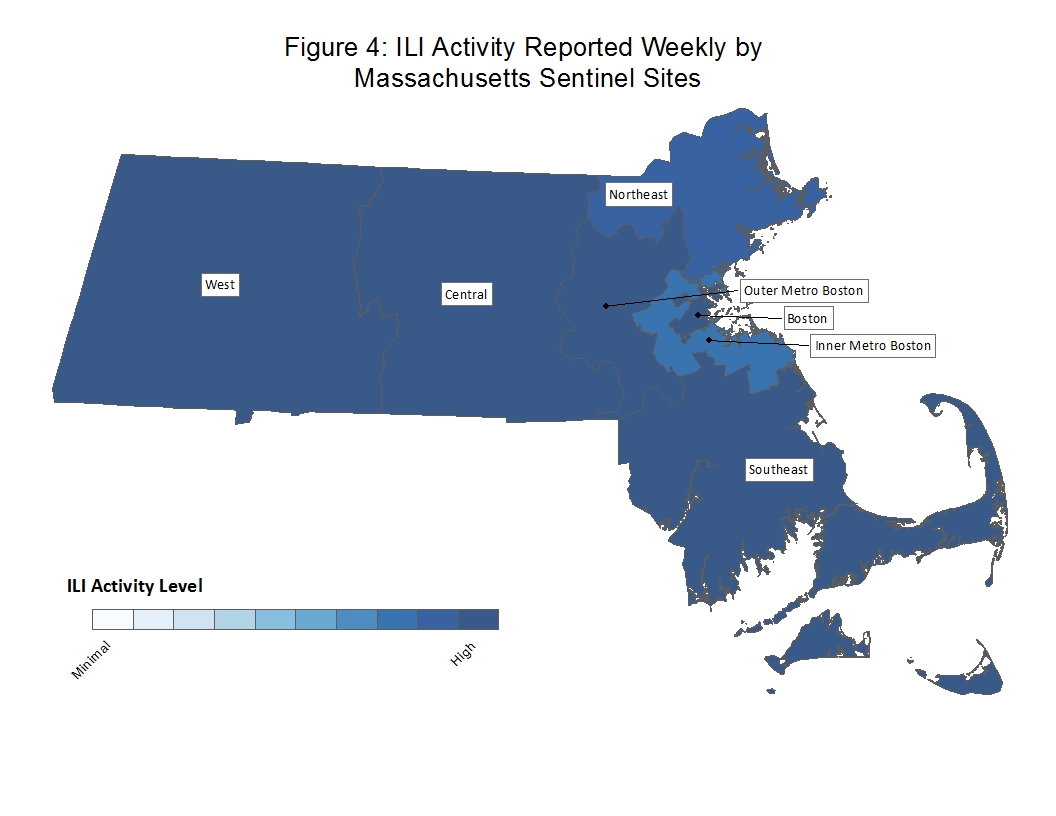 Figure 4: ILI Activity Reported Weekly by
Massachusetts Sentinel Sites
Northeast
West
Central
Outer Metro Boston
Boston
Inner Metro Boston
Southeast
ILI Activity Level
Minimal
High